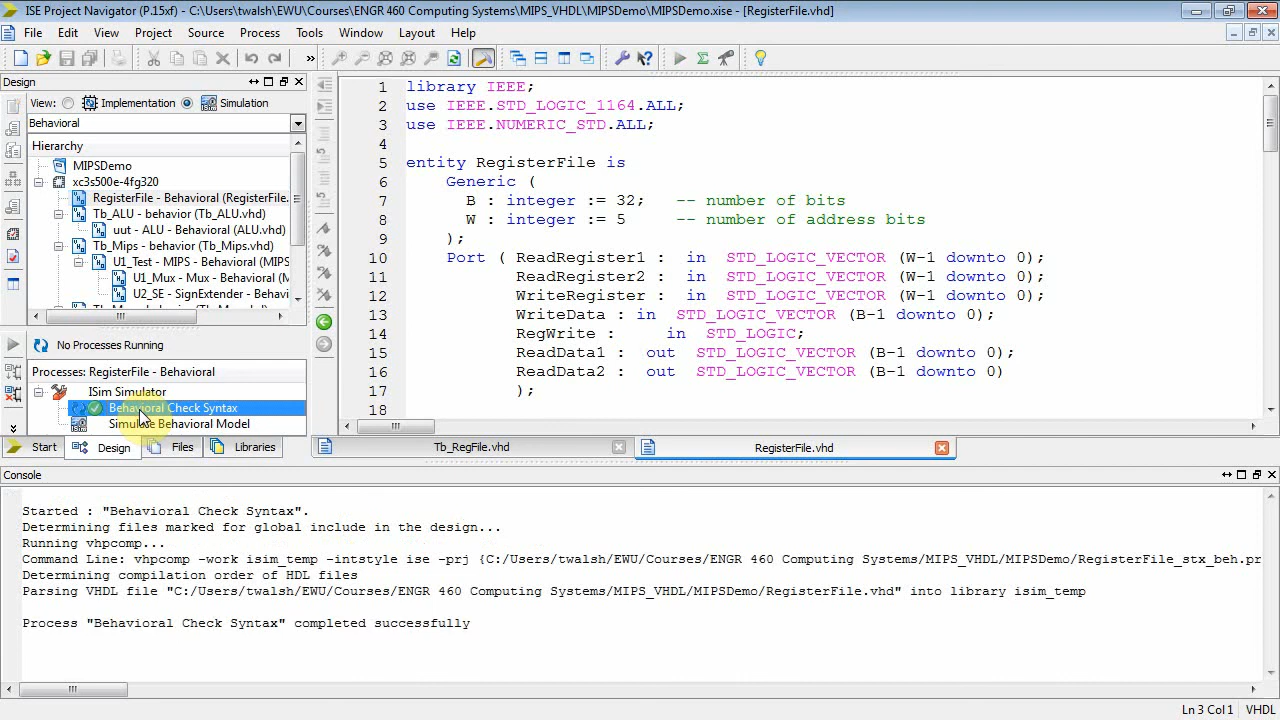 ISE Project Navigator (P.15xf) - C:\Users\twalsh\EWU\Courses\ENGR 460 Computing Systems\MIPS_VHDL\MIPSDemo\MIPSDemo.xise - [RegisterFile.vhd]
File Edit View Project Source Process Tools Window Layout Help
Design
View: Implementation Simulation
Behavioral
Hierarchy
MIPSDemo
xc3s500e-4fg320
RegisterFile - Behavioral (RegisterFile.
Tb_ALU - behavior (Tb_ALU.vhd)
Uut - ALU - Behavioral (ALU.vhd)
Tb_Mips - behavior (Tb_Mips.vhd)
U1_Test - MIPS - Behavioral (MIPS
U1_Mux - Mux - Behavioral (M
U2_SE - SignExtender - Behavi
No Processes Running
Processes: RegisterFile - Behavioral
ISim Simulator
Behavioral Check Syntax
Simulate Behavioral Model
Start Design Files Libraries
1 library IEEE;
2 use IEEE.STD_LOGIC_1164.ALL;
3 use IEEE.NUMERIC_STD.ALL;
4
5 entity RegisterFile is
6 Generic (
7 B : integer := 32; -- number of bits
8 W : integer := 5 -- number of address bits
9 );
10 Port ( ReadRegister1 : in STD_LOGIC_VECTOR (W-1 downto 0);
11 ReadRegister2 : in STD_LOGIC_VECTOR (W-1 downto 0);
12 WriteRegister : in STD_LOGIC_VECTOR (W-1 downto 0);
13 WriteData : in STD_LOGIC_VECTOR (B-1 downto 0);
14 RegWrite : in STD_LOGIC;
15 ReadData1 : out STD_LOGIC_VECTOR (B-1 downto 0);
16 ReadData2 : out STD_LOGIC_VECTOR (B-1 downto 0)
17 );
18
Tb_RegFile.vhd RegisterFile.vhd
Console
Started : "Behavioral Check Syntax".
Determining files marked for global include in the design...
Running vhpcomp...
Command Line: vhpcomp -work isim_temp -intstyle ise -prj {C:/Users/twalsh/EWU/Courses/ENGR 460 Computing Systems/MIPS_VHDL/MIPSDemo/RegisterFile_stx_beh.pr
Determining compilation order of HDL files
Parsing VHDL file "C:/Users/twalsh/EWU/Courses/ENGR 460 Computing Systems/MIPS_VHDL/MIPSDemo/RegisterFile.vhd" into library isim_temp
Process "Behavioral Check Syntax" completed successfully
Ln 3 Col 1 VHDL